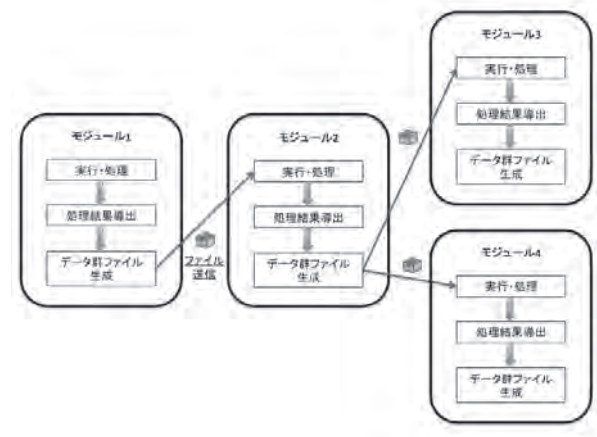 モジュール1
実行・処理
処理結果導出
データ群ファイル
生成
ファイル
送信
モジュール2
実行・処理
処理結果導出
データ群ファイル
生成
モジュール3
実行・処理
処理結果導出
データ群ファイル
生成
モジュール4
実行・処理
処理結果導出
データ群ファイル
生成